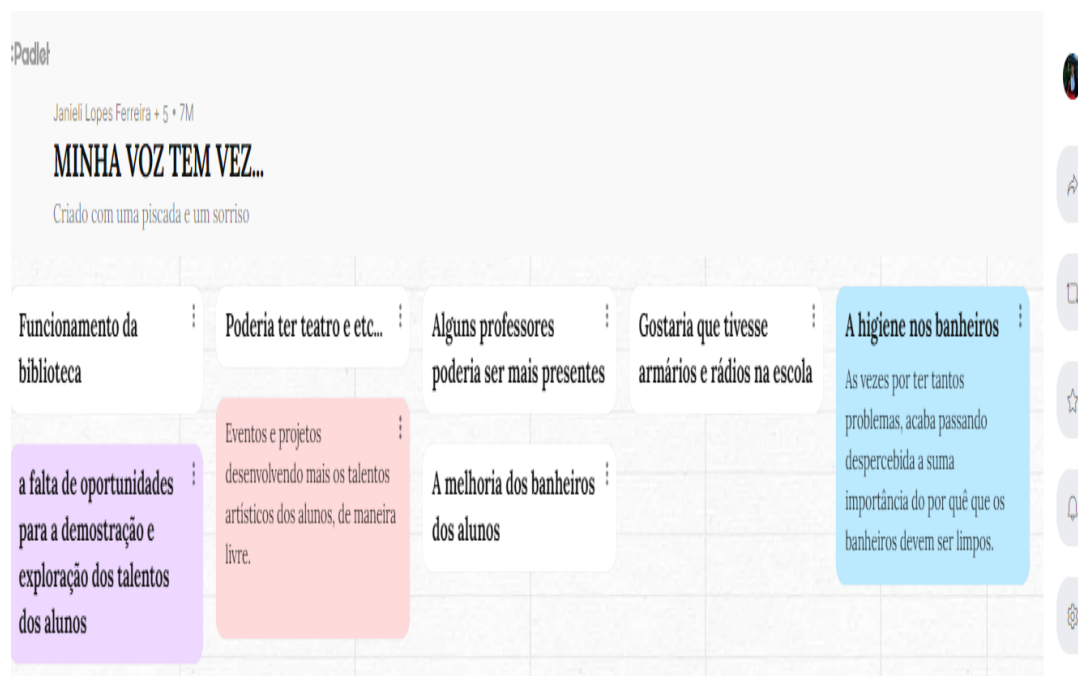 :Padlet
Janieli Lopes Ferreira + 5 • 7M
MINHA VOZ TEM VEZ...
Criado com uma piscada e um sorriso
Funcionamento da
biblioteca
a falta de oportunidades
para a demostração e
exploração dos talentos
dos alunos
Poderia ter teatro e etc...
Eventos e projetos
desenvolvendo mais os talentos
artísticos dos alunos, de maneira
livre.
Alguns professores
poderia ser mais presentes
A melhoria dos banheiros
dos alunos
Gostaria que tivesse
armários e rádios na escola
A higiene nos banheiros
As vezes por ter tantos
problemas, acaba passando
despercebida a suma
importância do por quê que os
banheiros devem ser limpos.